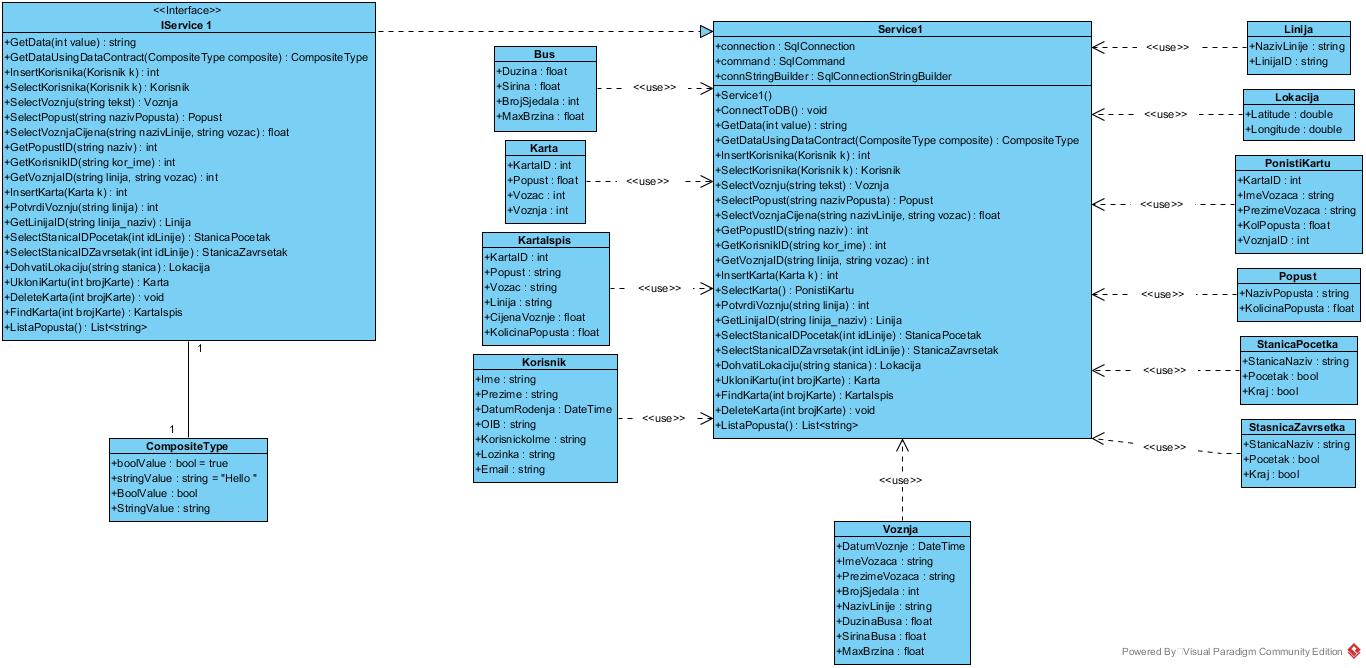 <<Interface>>
IService 1
+GetData(int value) : string
+GetDataUsingDataContract(CompositeType composite) : CompositeType
+InsertKorisnika(Korisnik k) : int
+SelectKorisnika(Korisnik k) : Korisnik
+SelectVoznju(string tekst) : Voznja
+SelectPopust(string nazivPopusta) : Popust
+SelectVoznjaCijena(string nazivLinije, string vozac) : float
+GetPopustID(string naziv) : int
+GetKorisnikID(string kor_ime) : int
+GetVoznjaID(string linija, string vozac) : int
+InsertKarta(Karta k) : int
+PotvrdiVoznju(string linija) : int
+GetLinijaID(string linija_naziv) : Linija
+SelectStanicaIDPocetak(int idLinije) : StanicaPocetak
+SelectStanicaIDZavrsetak(int idLinije) : StanicaZavrsetak
+DohvatiLokaciju(string stanica) : Lokacija
+UkloniKartu(int brojKarte) : Karta
+DeleteKarta(int brojKarte) : void
+FindKarta(int brojKarte) : KartaIspis
+ListaPopusta() : List<string>
1
1
CompositeType
+boolValue : bool = true
+stringValue : string = "Hello "
+BoolValue : bool
+StringValue : string
Bus
+Duzina : float
+Sirina : float
+BrojSjedala : int
+MaxBrzina : float
<<use>>
Karta
+KartaID : int
+Popust : float
+Vozac : int
+Voznja : int
<<use>>
KartaIspis
+KartaID : int
+Popust : string
+Vozac : string
+Linija : string
+CijenaVoznje : float
+KolicinaPopusta : float
<<use>>
Korisnik
+Ime : string
+Prezime : string
+DatumRodenja : DateTime
+OIB : string
+KorisnickoIme : string
+Lozinka : string
+Email : string
<<use>>
Service1
+connection : SqlConnection
+command : SqlCommand
+connStringBuilder : SqlConnectionStringBuilder
+Service1()
+ConnectToDB() : void
+GetData(int value) : string
+GetDataUsingDataContract(CompositeType composite) : CompositeType
+InsertKorisnika(Korisnik k) : int
+SelectKorisnika(Korisnik k) : Korisnik
+SelectVoznju(string tekst) : Voznja
+SelectPopust(string nazivPopusta) : Popust
+SelectVoznjaCijena(string nazivLinije, string vozac) : float
+GetPopustID(string naziv) : int
+GetKorisnikID(string kor_ime) : int
+GetVoznjaID(string linija, string vozac) : int
+InsertKarta(Karta k) : int
+SelectKarta() : PonistiKartu
+PotvrdiVoznju(string linija) : int
+GetLinijaID(string linija_naziv) : Linija
+SelectStanicaIDPocetak(int idLinije) : StanicaPocetak
+SelectStanicaIDZavrsetak(int idLinije) : StanicaZavrsetak
+DohvatiLokaciju(string stanica) : Lokacija
+UkloniKartu(int brojKarte) : Karta
+FindKarta(int brojKarte) : KartaIspis
+DeleteKarta(int brojKarte) : void
+ListaPopusta() : List<string>
<<use>>
Voznja
+DatumVoznje : DateTime
+ImeVozaca : string
+PrezimeVozaca : string
+BrojSjedala : int
+NazivLinije : string
+DuzinaBusa : float
+SirinaBusa : float
+MaxBrzina : float
<<use>>
Linija
+NazivLinije : string
+LinijaID : string
<<use>>
Lokacija
+Latitude : double
+Longitude : double
<<use>>
PonistiKartu
+KartaID : int
+ImeVozaca : string
+PrezimeVozaca : string
+KolPopusta : float
+VoznjaID : int
<<use>>
Popust
+NazivPopusta : string
+KolicinaPopusta : float
<<use>>
StanicaPocetka
+StanicaNaziv : string
+Pocetak : bool
+Kraj : bool
<<use>>
StasnicaZavrsetka
+StanicaNaziv : string
+Pocetak : bool
+Kraj : bool
Powered By Visual Paradigm Community Edition